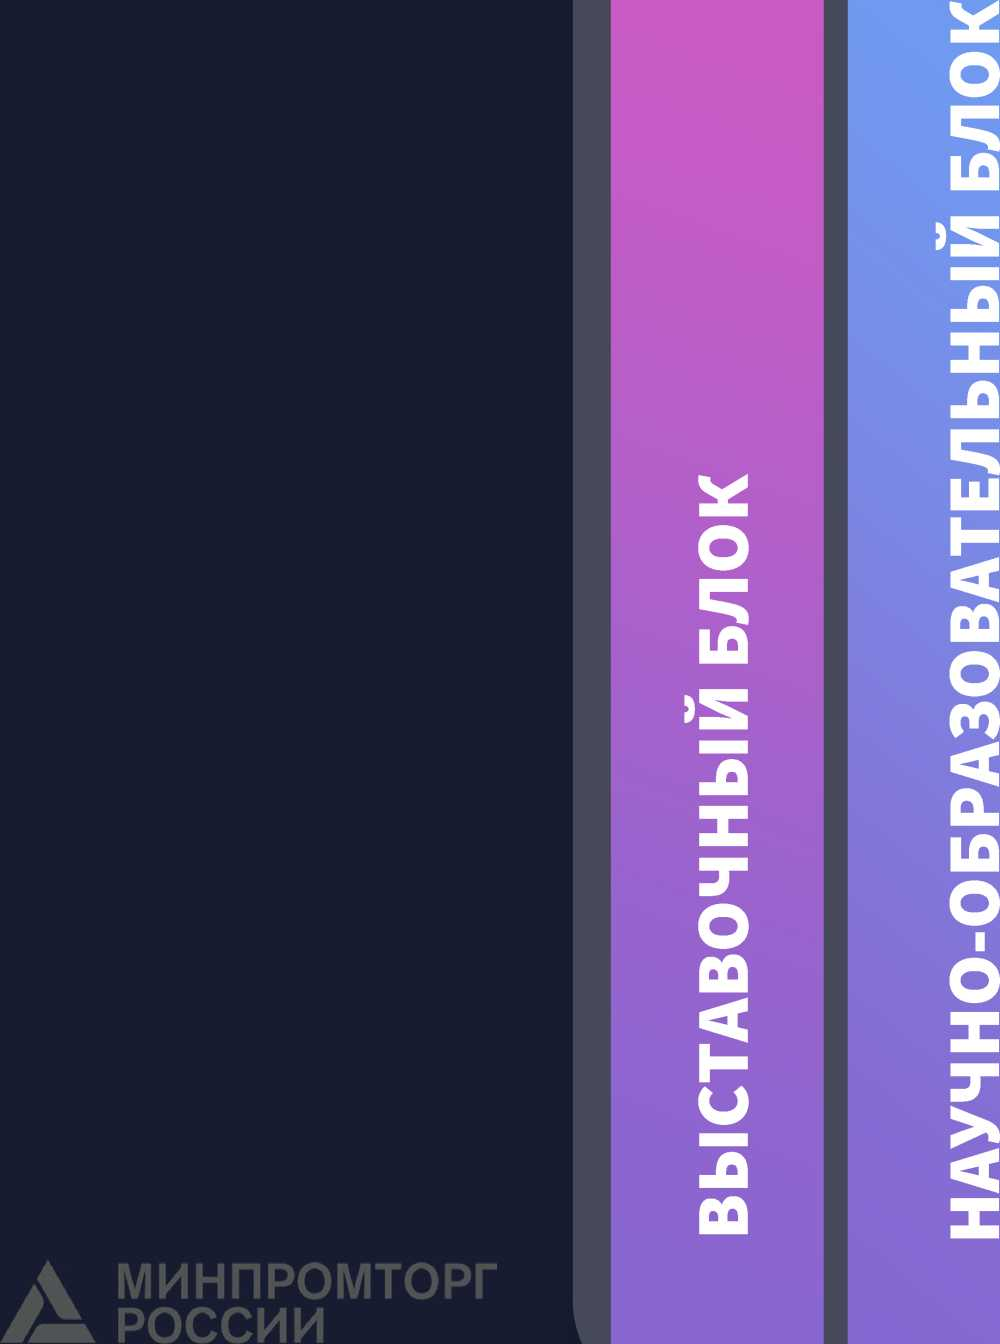 ВЫСТАВОЧНЫЙ БЛОК
НАУЧНО-ОБРАЗОВАТЕЛЬНЫЙ БЛОК
МИНПРОМТОРГ
РОССИИ